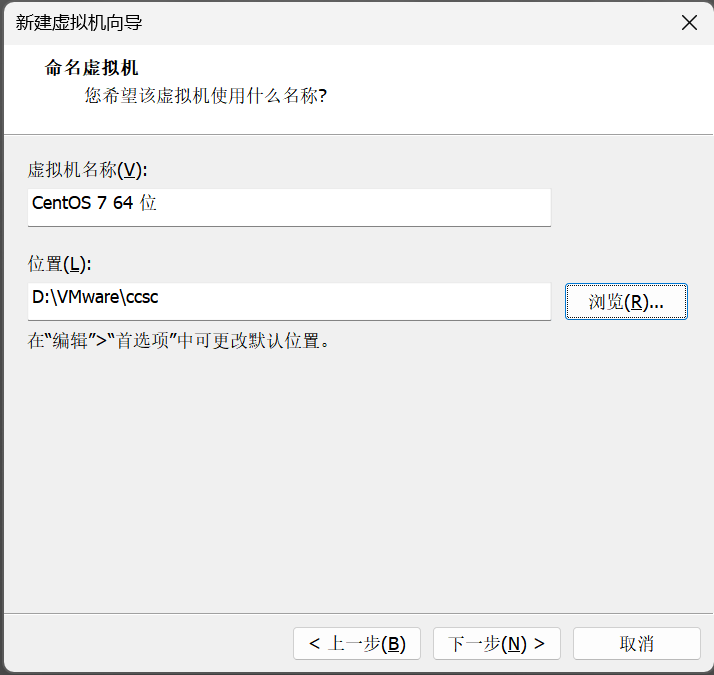 新建虚拟机向导
命名虚拟机
您希望该虚拟机使用什么名称?
虚拟机名称(V):
CentOS 7 64 位
位置(L):
D:\VMware\ccsc
浏览(R)...
在“编辑”>“首选项”中可更改默认位置。
< 上一步(B)
下一步(N) >
取消